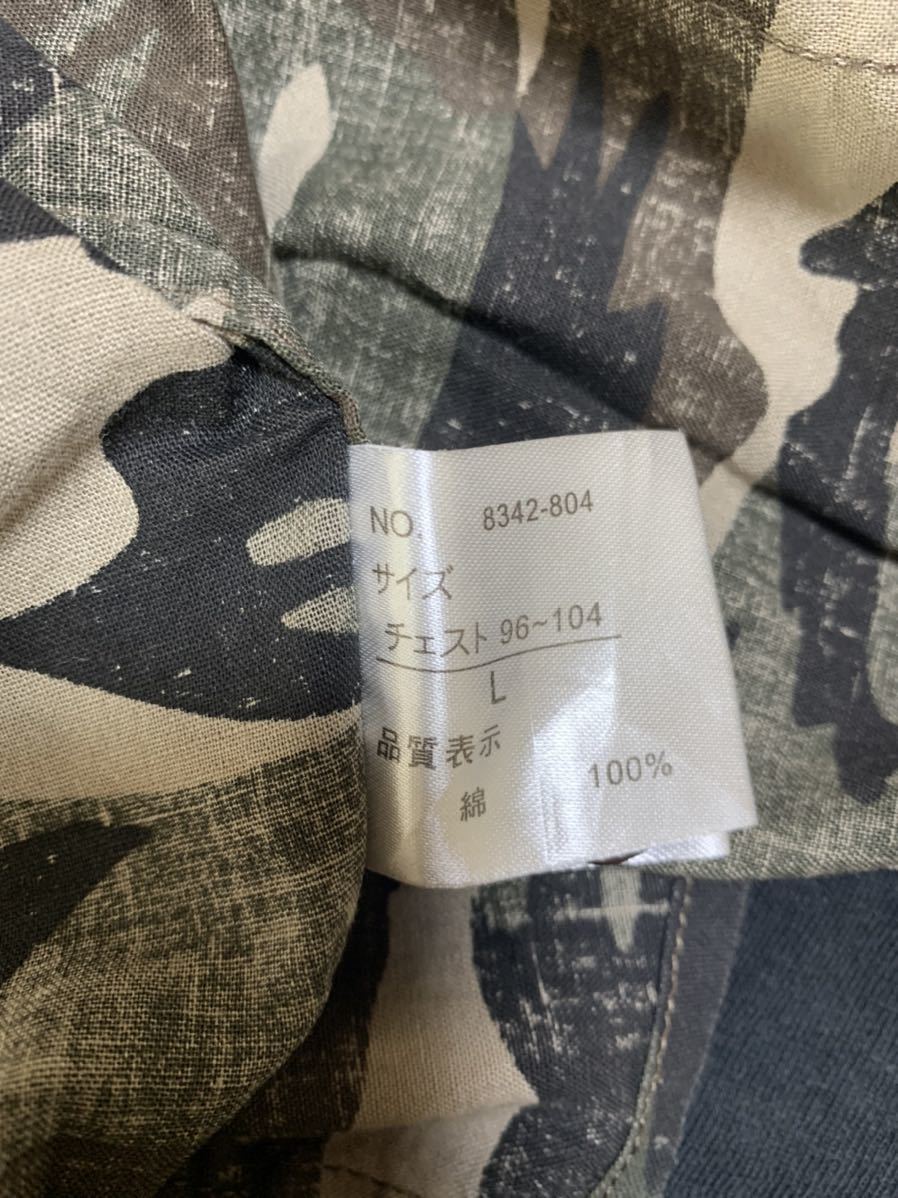 NO. 8342-804
サイズ
チェスト 96~104
L
品質表示
綿 100%